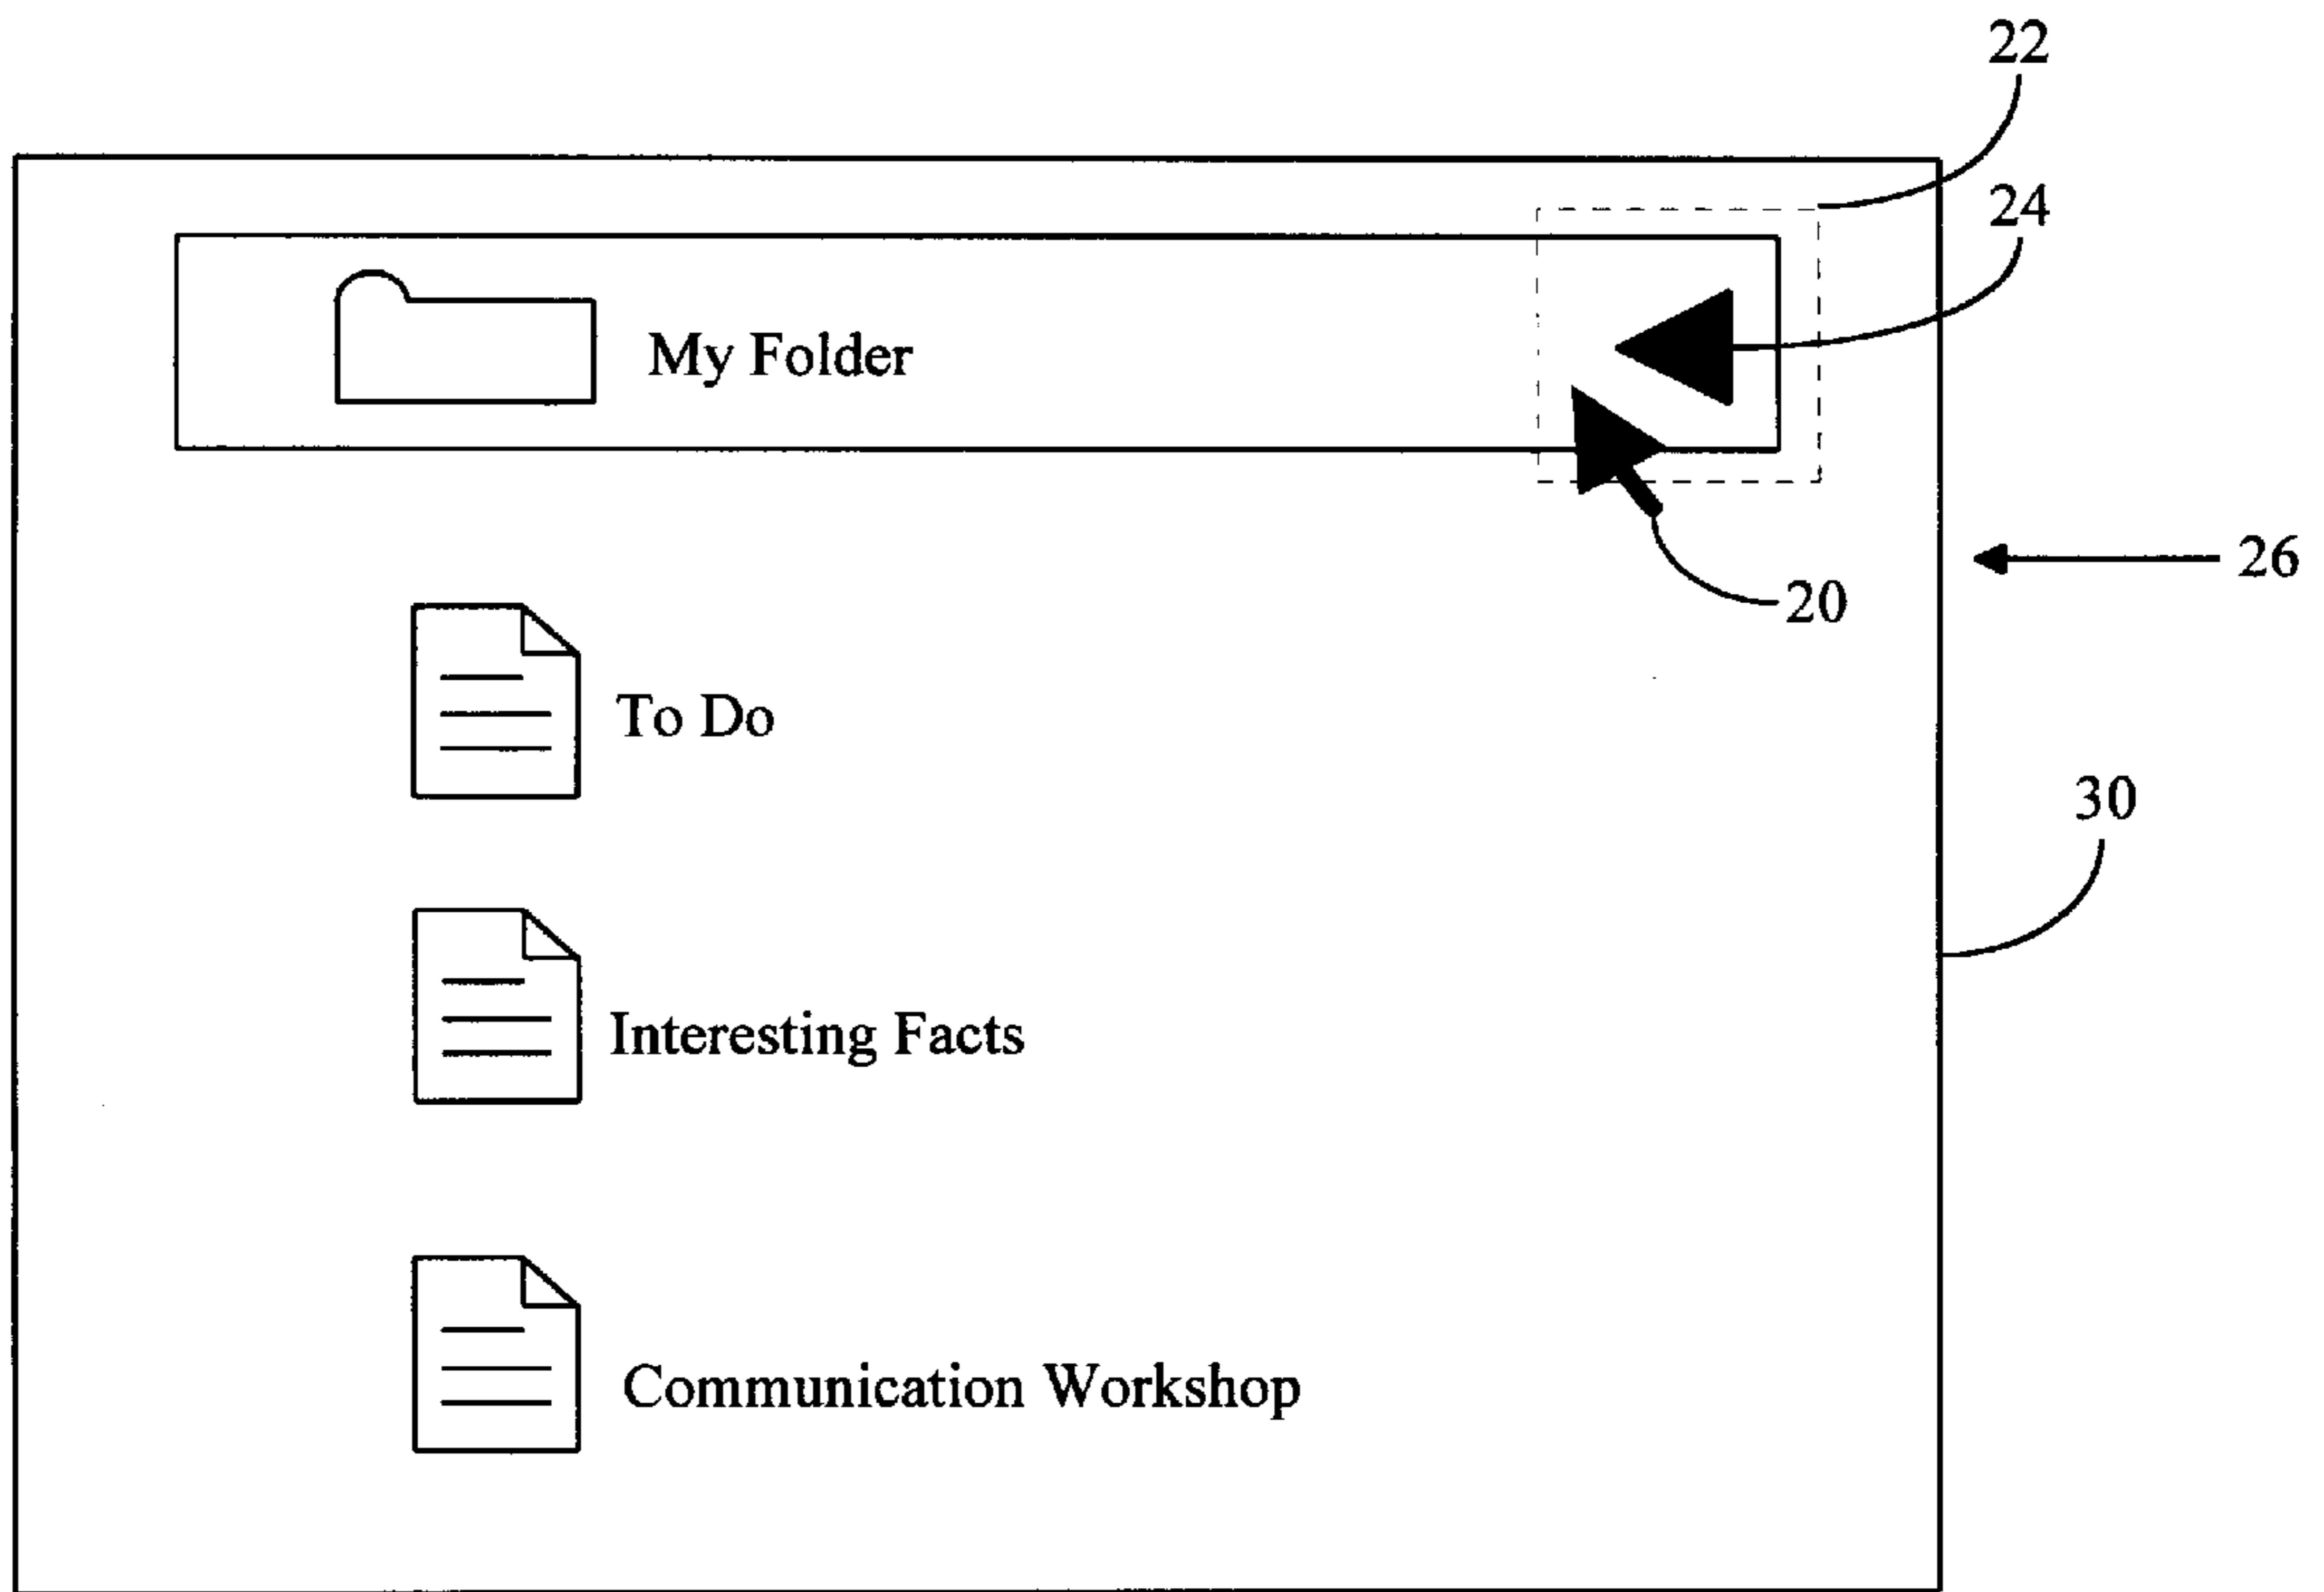 22
24
My Folder
26
20
To Do
30
Interesting Facts
Communication Workshop